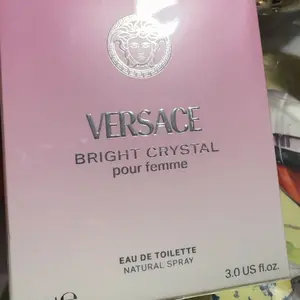 VERSACE
BRIGHT CRYSTAL
pour femme
EAU DE TOILETTE
NATURAL SPRAY
3.0 US fl.oz.